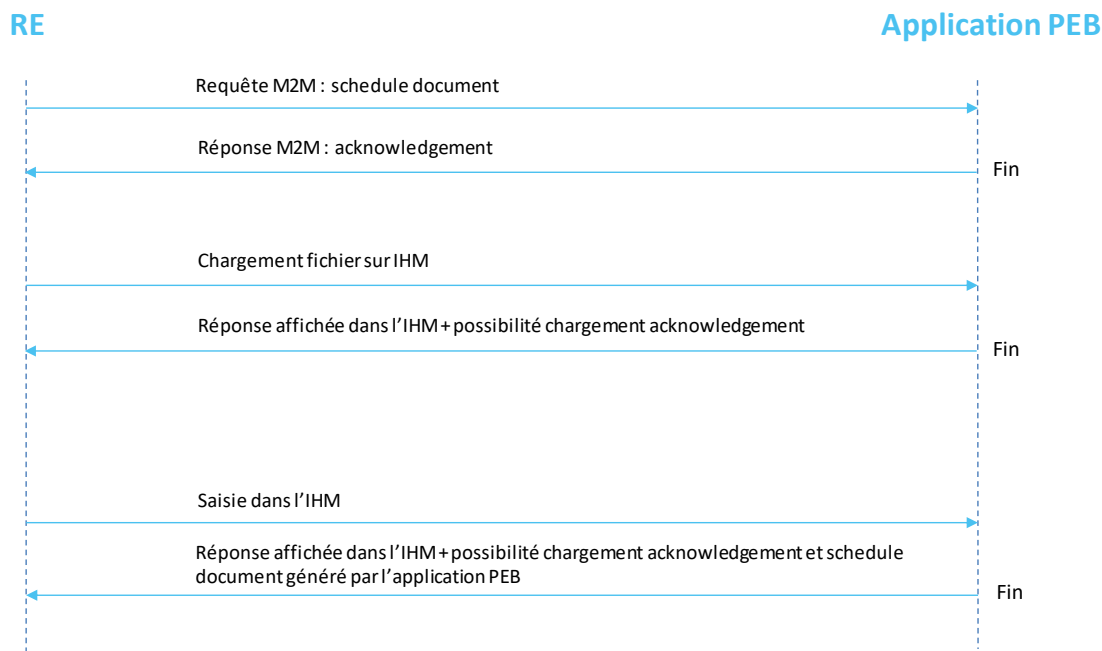 RE
Application PEB
Requête M2M : schedule document
Réponse M2M : acknowledgement
Fin
Chargement fichier sur IHM
Réponse affichée dans l'IHM + possibilité chargement acknowledgment
Fin
Saisie dans l'IHM
Réponse affichée dans l'IHM + possibilité chargement acknowledgement et schedule
document généré par l'application PEB
Fin